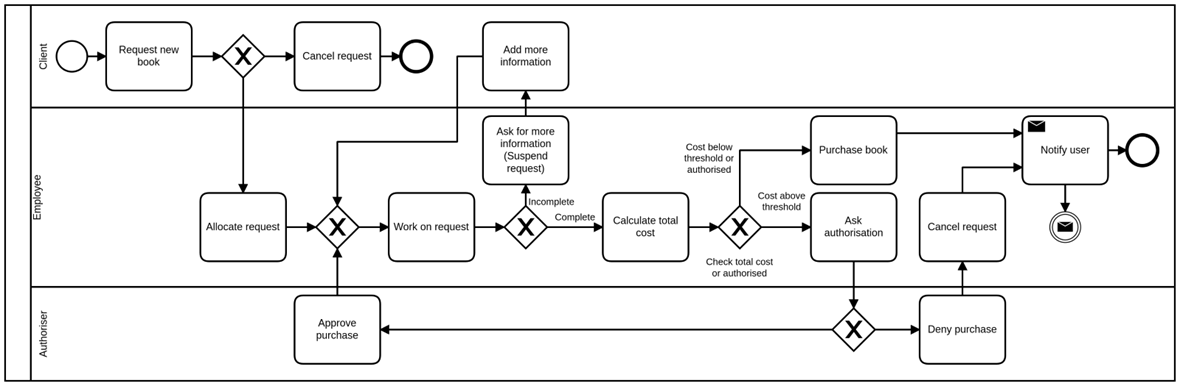 Client
Request new
book
Cancel request
Add more
information
Employee
Ask for more
information
(Suspend
request)
Incomplete
Complete
Allocate request
Work on request
Calculate total
cost
Cost below
threshold or
authorised
Purchase book
Cost above
threshold
Ask
authorisation
Check total cost
or authorised
Notify user
Cancel request
Authoriser
Approve
purchase
Deny purchase